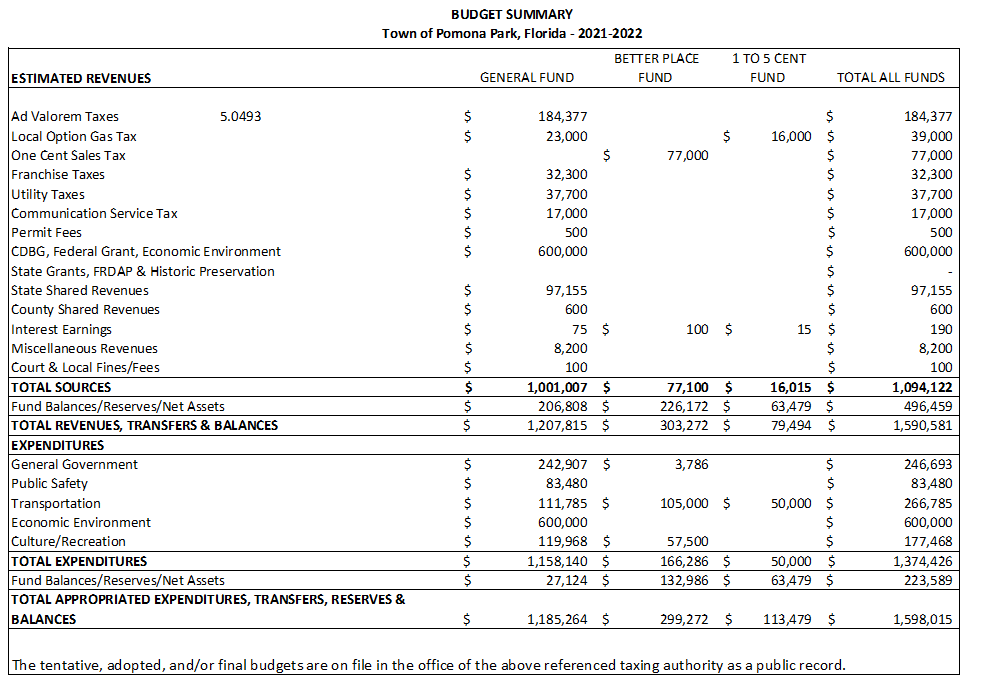 BUDGET SUMMARY
Town of Pomona Park, Florida - 2021-2022
BETTER PLACE 1 TO 5 CENT
ESTIMATED REVENUES GENERAL FUND FUND FUND TOTAL ALL FUNDS
Ad Valorem Taxes 5.0493 $ 184,377 $ 184,377
Local Option Gas Tax $ 23,000 $ 16,000 $ 39,000
One Cent Sales Tax $ 77,000 $ 77,000
Franchise Taxes $ 32,300 $ 32,300
Utility Taxes $ 37,700 $ 37,700
Communication Service Tax $ 17,000 $ 17,000
Permit Fees $ 500 $ 500
CDBG, Federal Grant, Economic Environment $ 600,000 $ 600,000
State Grants, FRDAP & Historic Preservation $ -
State Shared Revenues $ 97,155 $ 97,155
County Shared Revenues $ 600 $ 600
Interest Earnings $ 75 $ 100 $ 15 $ 190
Miscellaneous Revenues $ 8,200 $ 8,200
Court & Local Fines/Fees $ 100 $ 100
TOTAL SOURCES $ 1,001,007 $ 77,100 $ 16,015 $ 1,094,122
Fund Balances/Reserves/Net Assets $ 206,808 $ 226,172 $ 63,479 $ 496,459
TOTAL REVENUES, TRANSFERS & BALANCES $ 1,207,815 $ 303,272 $ 79,494 $ 1,590,581
EXPENDITURES
General Government $ 242,907 $ 3,786 $ 246,693
Public Safety $ 83,480 $ 83,480
Transportation $ 111,785 $ 105,000 $ 50,000 $ 266,785
Economic Environment $ 600,000 $ 600,000
Culture/Recreation $ 119,968 $ 57,500 $ 177,468
TOTAL EXPENDITURES $ 1,158,140 $ 166,286 $ 50,000 $ 1,374,426
Fund Balances/Reserves/Net Assets $ 27,124 $ 132,986 $ 63,479 $ 223,589
TOTAL APPROPRIATED EXPENDITURES, TRANSFERS, RESERVES &
BALANCES $ 1,185,264 $ 299,272 $ 113,479 $ 1,598,015
The tentative, adopted, and/or final budgets are on file in the office of the above referenced taxing authority as a public record.